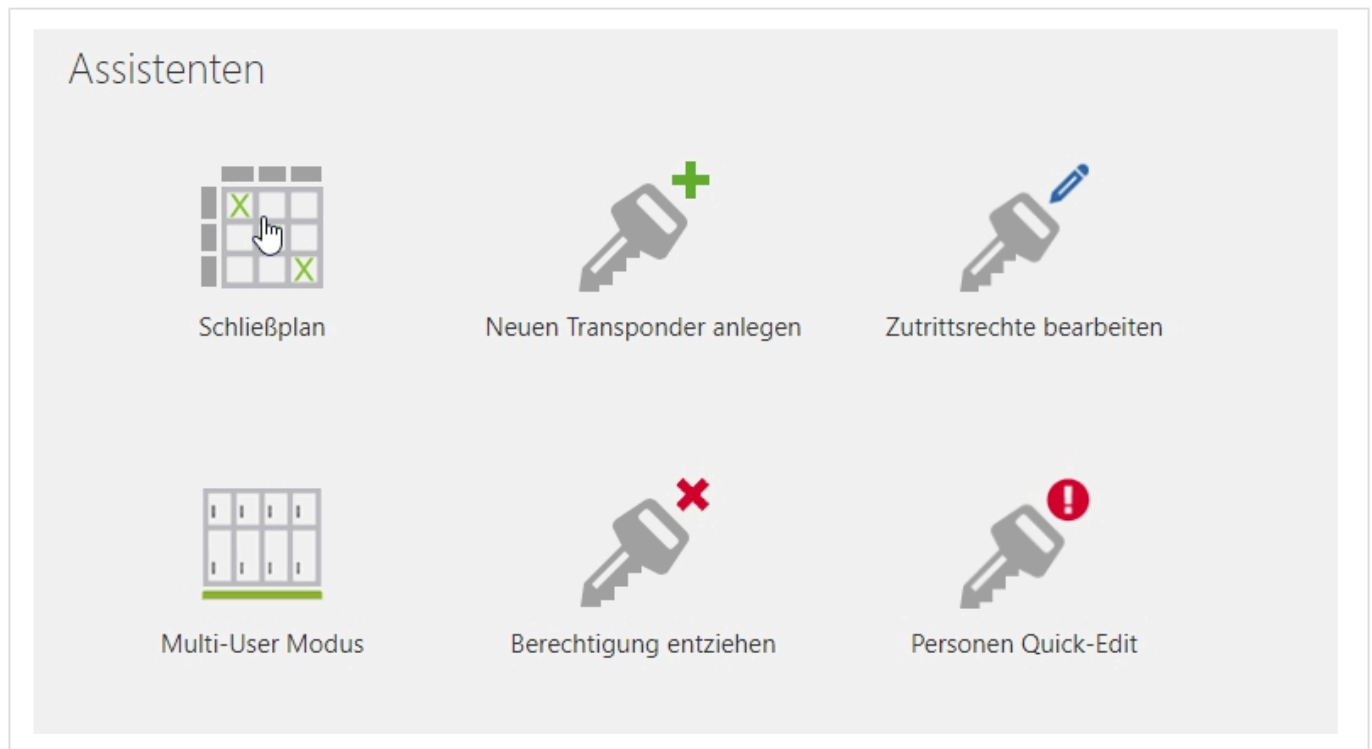 Assistenten
X
X
Schließplan
Neuen Transponder anlegen
Zutrittsrechte bearbeiten
Multi-User Modus
Berechtigung entziehen
Personen Quick-Edit